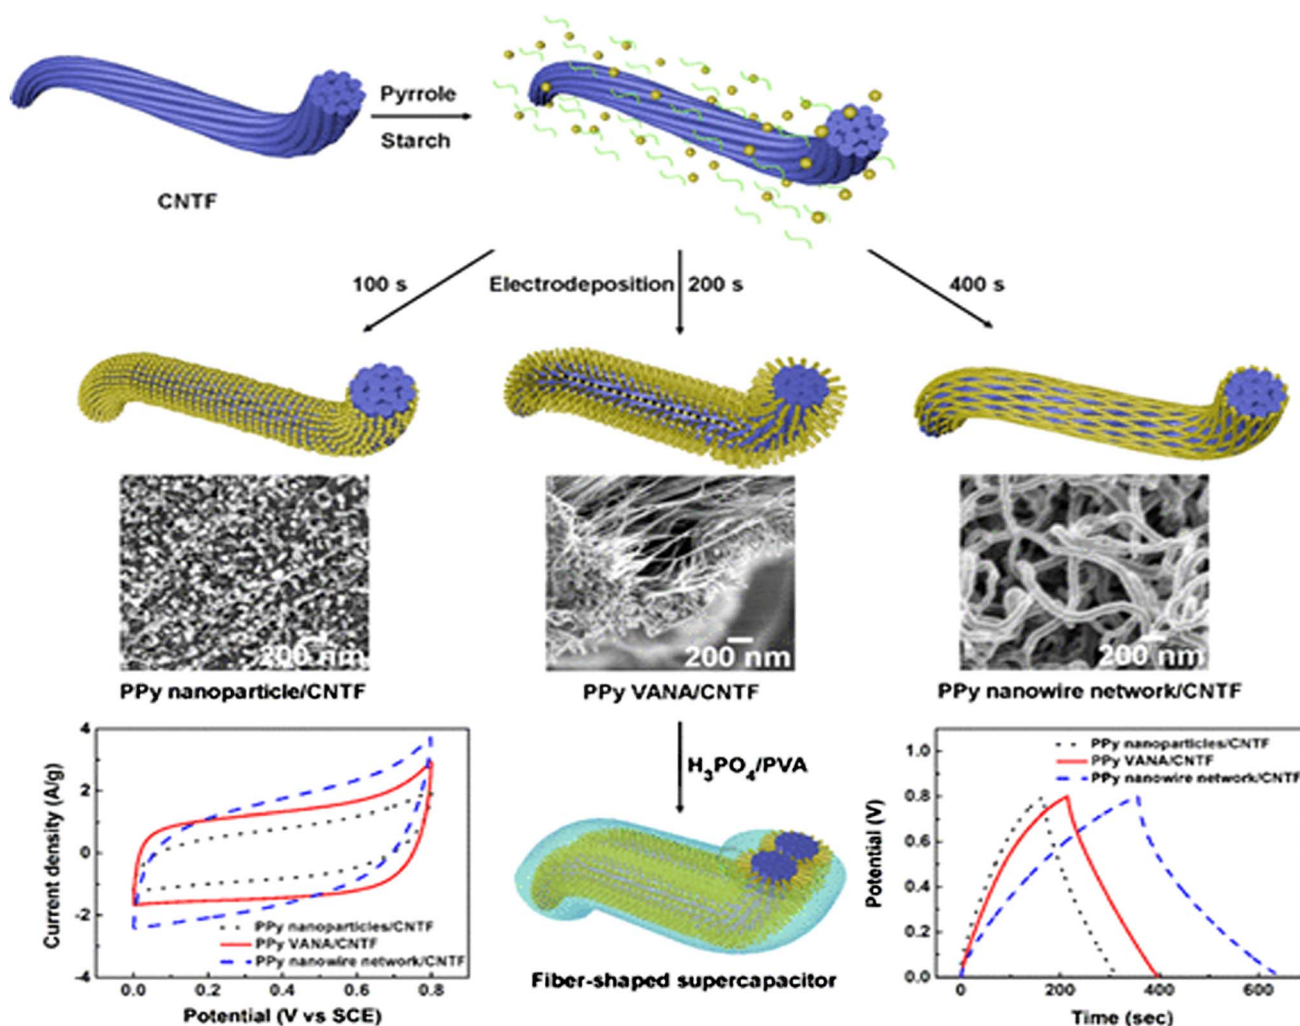 Pyrrole
Starch
CNTF
100 s
Electrodeposition
200 s
400 s
200 nm
200 nm
200 nm
PPy nanoparticle/CNTF
PPy VANA/CNTF
PPy nanowire network/CNTF
4
2
0
-2
-4
0.0
0.2
0.4
0.6
0.8
Current density (A/g)
Potential (V vs SCE)
PPy nanoparticles/CNTF
PPy VANA/CNTF
PPy nanowire network/CNTF
H₃PO₄/PVA
Fiber-shaped supercapacitor
1.0
0.8
0.6
0.4
0.2
0.0
0
200
400
600
Potential (V)
Time (sec)
PPy nanoparticles/CNTF
PPy VANA/CNTF
PPy nanowire network/CNTF